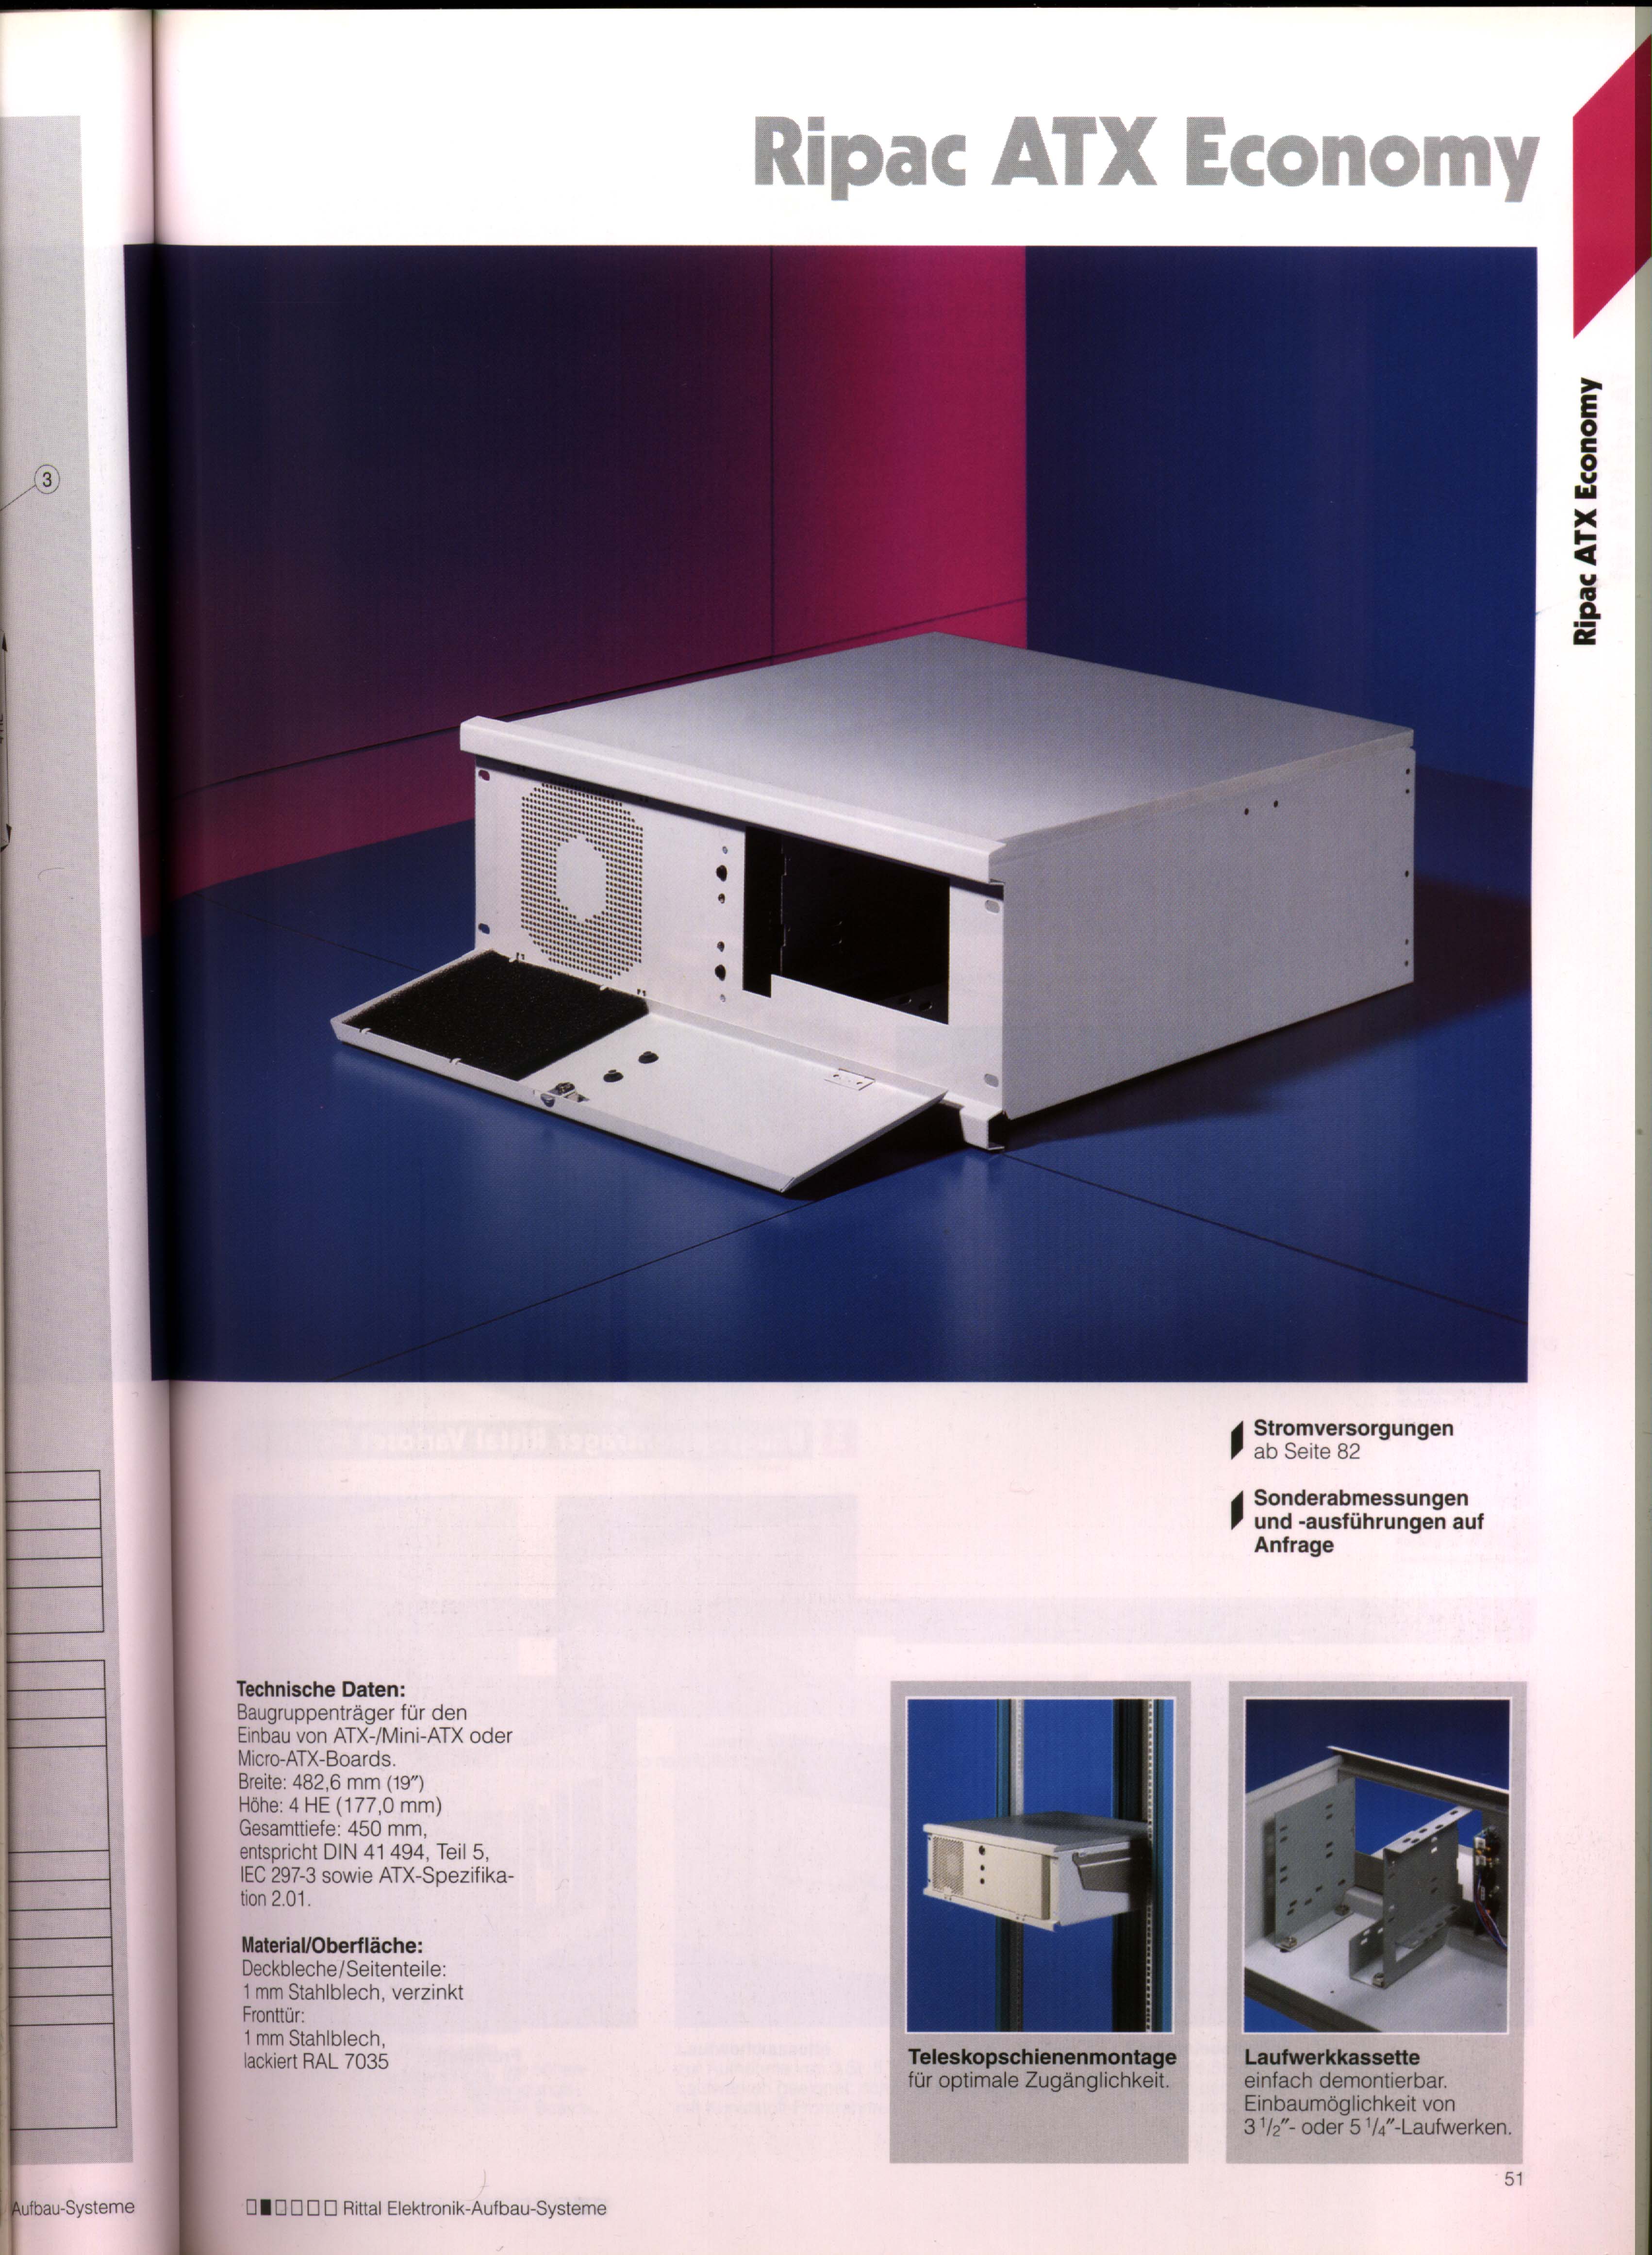 Ripac ATX Economy
Ripac ATX Economy
3
Stromversorgungen
ab Seite 82
Sonderabmessungen
und -ausführungen auf
Anfrage
Technische Daten:
Baugruppenträger für den
Einbau von ATX-/Mini-ATX oder
Micro-ATX-Boards.
Breite: 482,6 mm (19″)
Höhe: 4 HE (177,0 mm)
Gesamttiefe: 450 mm,
entspricht DIN 41 494, Teil 5,
IEC 297-3 sowie ATX-Spezifika-
tion 2.01.
Material/Oberfläche:
Deckbleche/Seitenteile:
1 mm Stahlblech, verzinkt
Fronttür:
1 mm Stahlblech,
lackiert RAL 7035
Teleskopschienenmontage
für optimale Zugänglichkeit.
Laufwerkkassette
einfach demontierbar.
Einbaumöglichkeit von
3 1/2″- oder 5 1/4″-Laufwerken.
51
Aufbau-Systeme
Rittal Elektronik-Aufbau-Systeme